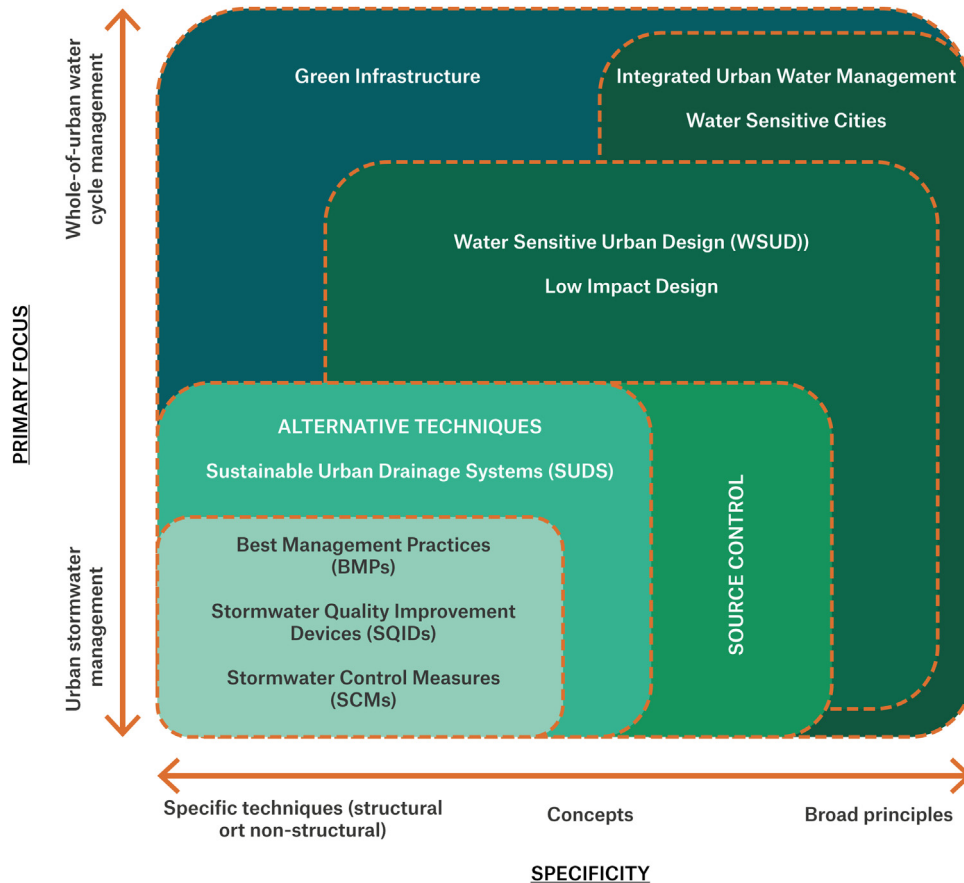 PRIMARY FOCUS
Whole-of-urban water
cycle management
Urban stormwater
management
Green Infrastructure
Integrated Urban Water Management
Water Sensitive Cities
Water Sensitive Urban Design (WSUD))
Low Impact Design
ALTERNATIVE TECHNIQUES
Sustainable Urban Drainage Systems (SUDS)
SOURCE CONTROL
Best Management Practices
(BMPs)
Stormwater Quality Improvement
Devices (SQIDs)
Stormwater Control Measures
(SCMs)
Specific techniques (structural
ort non-structural)
Concepts
Broad principles
SPECIFICITY